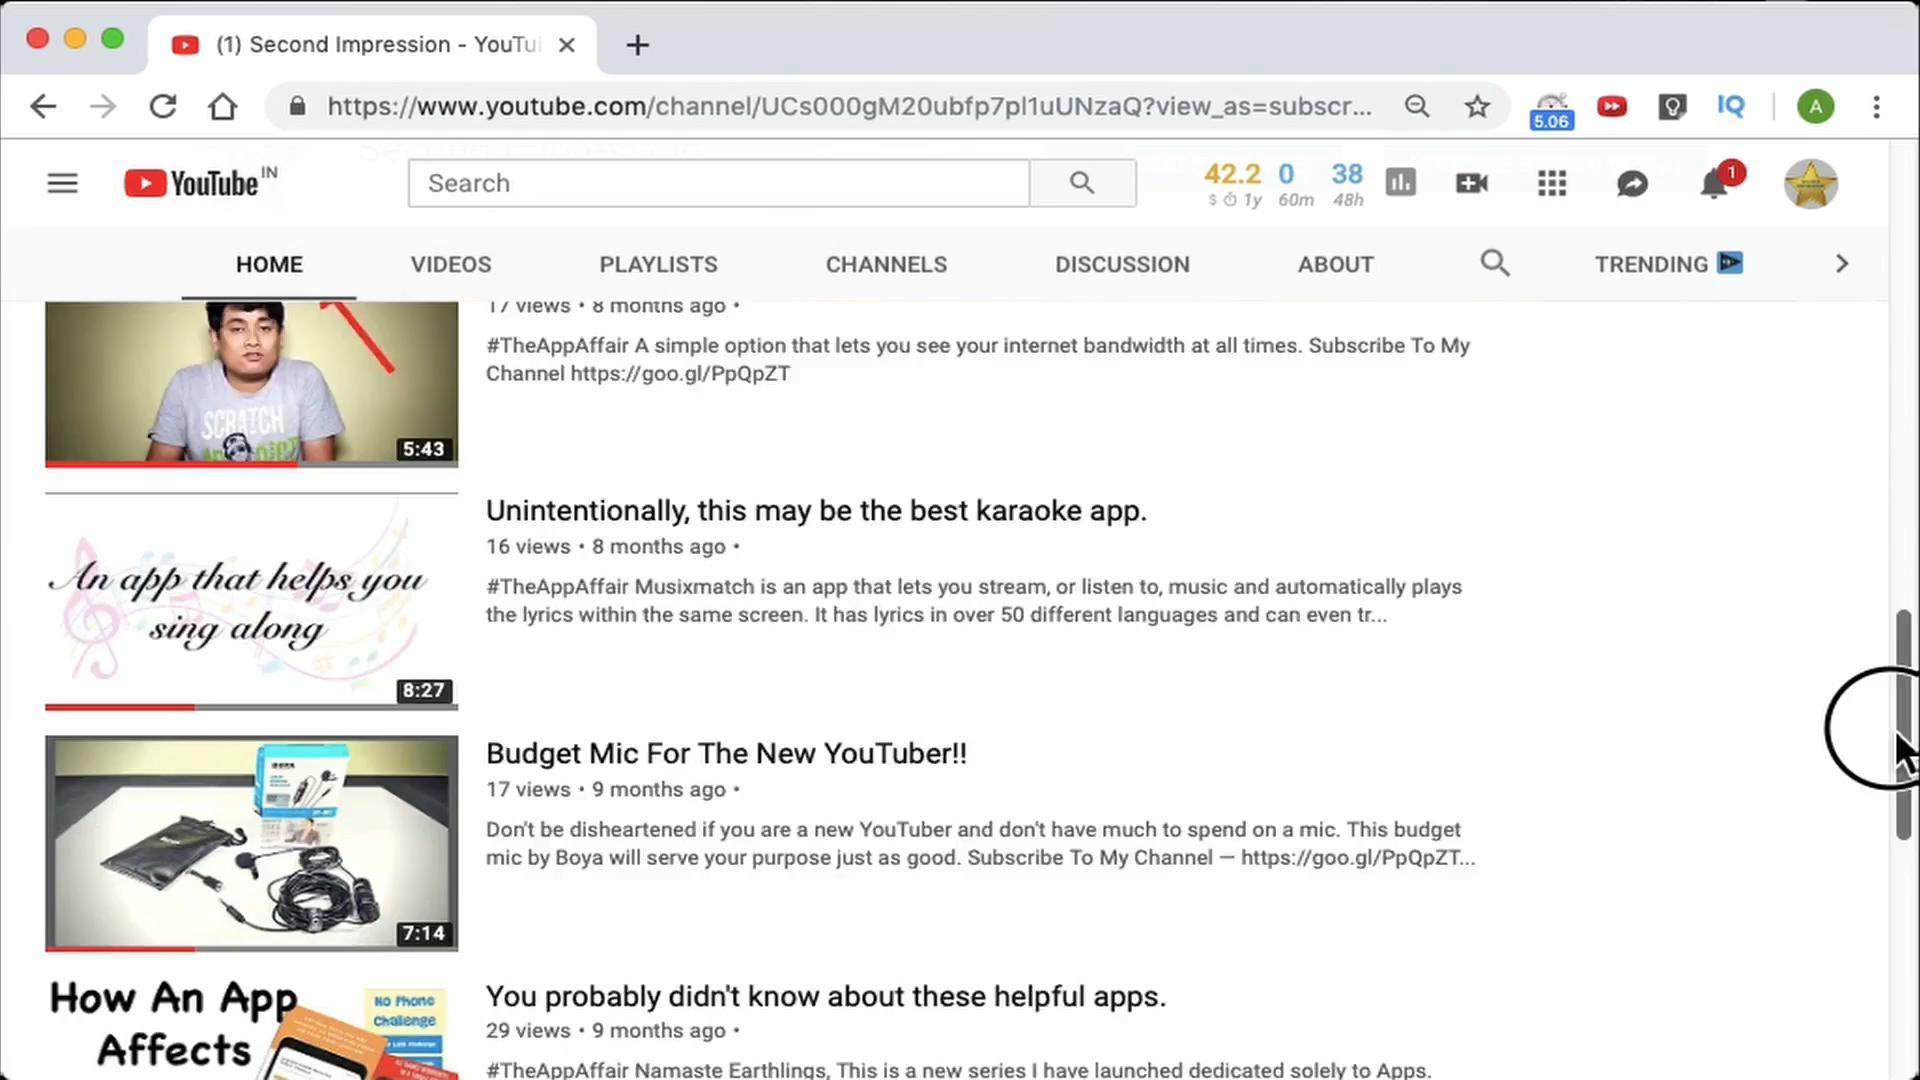 (1) Second Impression - YouTu
https://www.youtube.com/channel/UCs000gM20ubfp7pl1uUNzaQ?view_as=subscr...
5.06
IQ
A
YouTube IN
Search
42.2 0 38
$ 1y 60m 48h
1
HOME VIDEOS PLAYLISTS CHANNELS DISCUSSION ABOUT TRENDING
17 views • 8 months ago •
#TheAppAffair A simple option that lets you see your internet bandwidth at all times. Subscribe To My
Channel https://goo.gl/PpQpZT
SCRATCH
5:43
Unintentionally, this may be the best karaoke app.
16 views • 8 months ago •
#TheAppAffair Musixmatch is an app that lets you stream, or listen to, music and automatically plays
the lyrics within the same screen. It has lyrics in over 50 different languages and can even tr...
An app that helps you
sing along
8:27
Budget Mic For The New YouTuber!!
17 views • 9 months ago •
Don't be disheartened if you are a new YouTuber and don't have much to spend on a mic. This budget
mic by Boya will serve your purpose just as good. Subscribe To My Channel — https://goo.gl/PpQpZT...
BOYA
7:14
How An App
Affects
No Phone
Challenge
You probably didn't know about these helpful apps.
29 views • 9 months ago •
#TheAppAffair Namaste Earthlings, This is a new series I have launched dedicated solely to Apps.